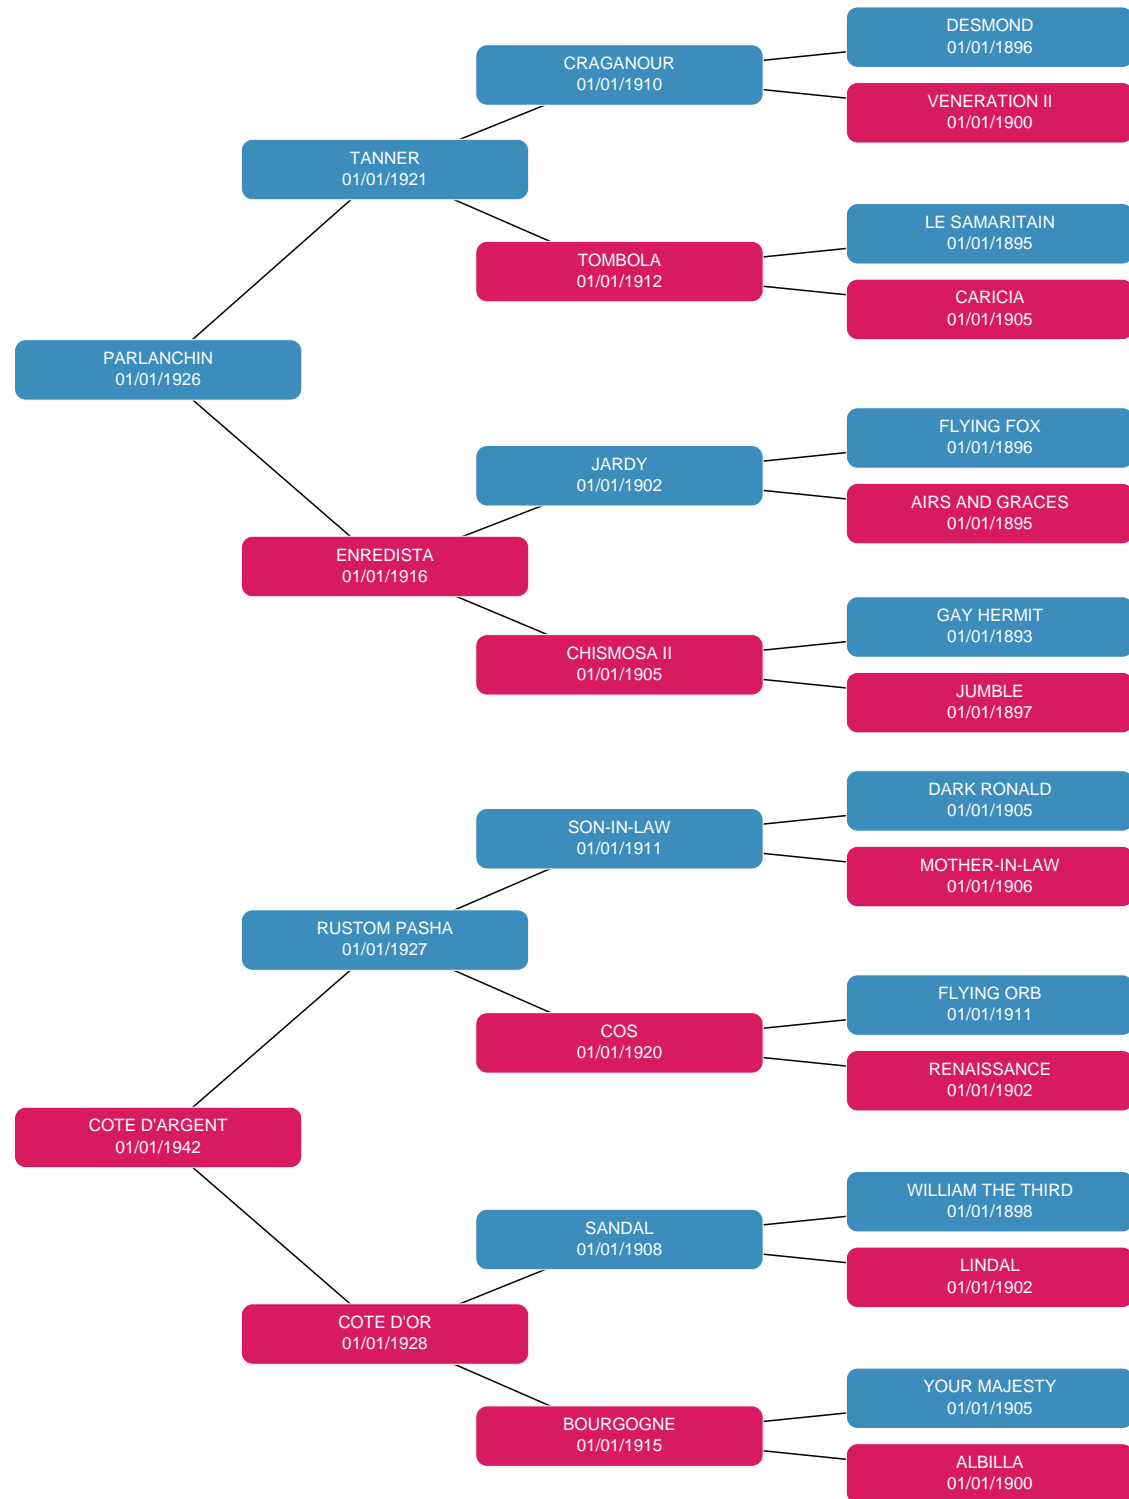 DESMOND
01/01/1896
CRAGANOUR
01/01/1910
VENERATION II
01/01/1900
TANNER
01/01/1921
LE SAMARITAIN
01/01/1895
TOMBOLA
01/01/1912
CARICIA
01/01/1905
PARLANCHIN
01/01/1926
FLYING FOX
01/01/1896
JARDY
01/01/1902
AIRS AND GRACES
01/01/1895
ENREDISTA
01/01/1916
GAY HERMIT
01/01/1893
CHISMOSA II
01/01/1905
JUMBLE
01/01/1897
DARK RONALD
01/01/1905
SON-IN-LAW
01/01/1911
MOTHER-IN-LAW
01/01/1906
RUSTOM PASHA
01/01/1927
FLYING ORB
01/01/1911
COS
01/01/1920
RENAISSANCE
01/01/1902
COTE D'ARGENT
01/01/1942
WILLIAM THE THIRD
01/01/1898
SANDAL
01/01/1908
LINDAL
01/01/1902
COTE D'OR
01/01/1928
YOUR MAJESTY
01/01/1905
BOURGOGNE
01/01/1915
ALBILLA
01/01/1900